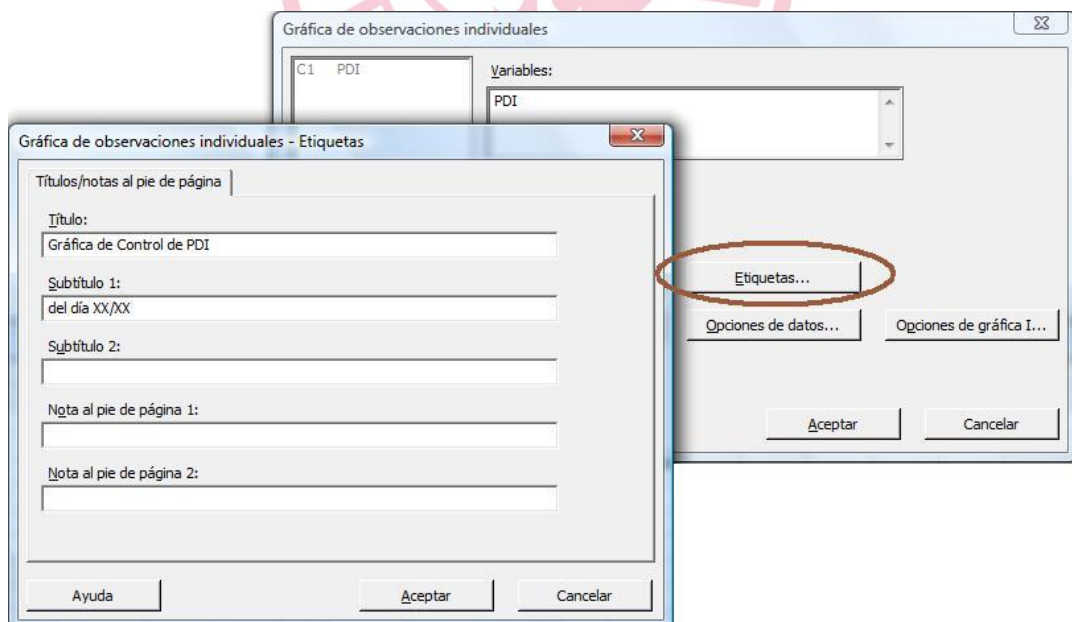 Gráfica de observaciones individuales
C1 PDI
Variables:
PDI
Etiquetas...
Opciones de datos...
Opciones de gráfica I...
Aceptar
Cancelar
Gráfica de observaciones individuales - Etiquetas
Títulos/notas al pie de página
Título:
Gráfica de Control de PDI
Subtítulo 1:
del día XX/XX
Subtítulo 2:
Nota al pie de página 1:
Nota al pie de página 2:
Ayuda
Aceptar
Cancelar